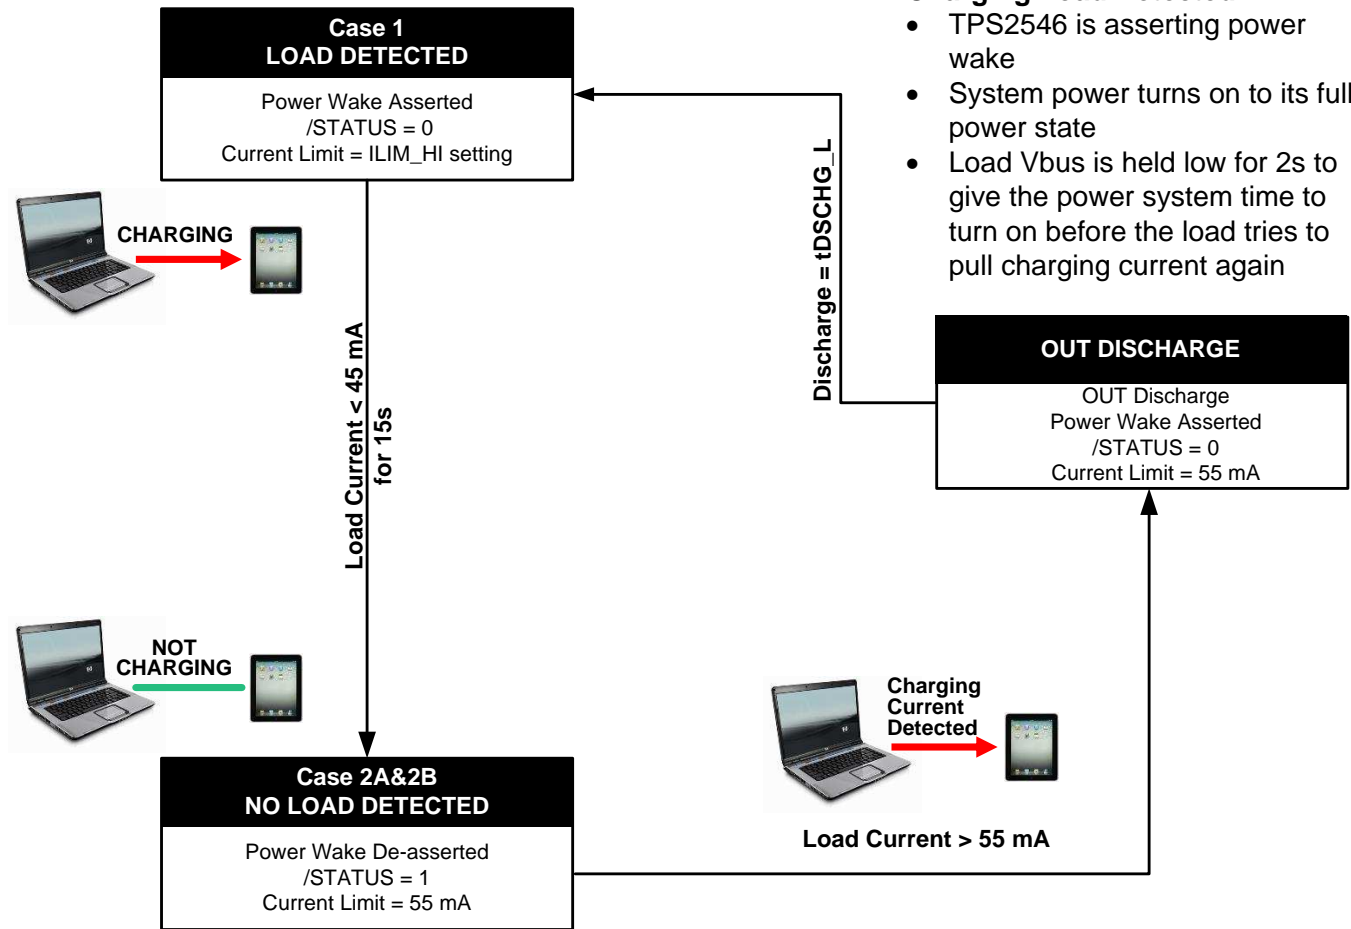 Case 1
LOAD DETECTED
Power Wake Asserted
/STATUS = 0
Current Limit = ILIM_HI setting
• TPS2546 is asserting power
wake
• System power turns on to its full
power state
• Load Vbus is held low for 2s to
give the power system time to
turn on before the load tries to
pull charging current again
CHARGING
Discharge = tDSCHG_L
Load Current < 45 mA
for 15s
OUT DISCHARGE
OUT Discharge
Power Wake Asserted
/STATUS = 0
Current Limit = 55 mA
NOT
CHARGING
Charging
Current
Detected
Load Current > 55 mA
Case 2A&2B
NO LOAD DETECTED
Power Wake De-asserted
/STATUS = 1
Current Limit = 55 mA